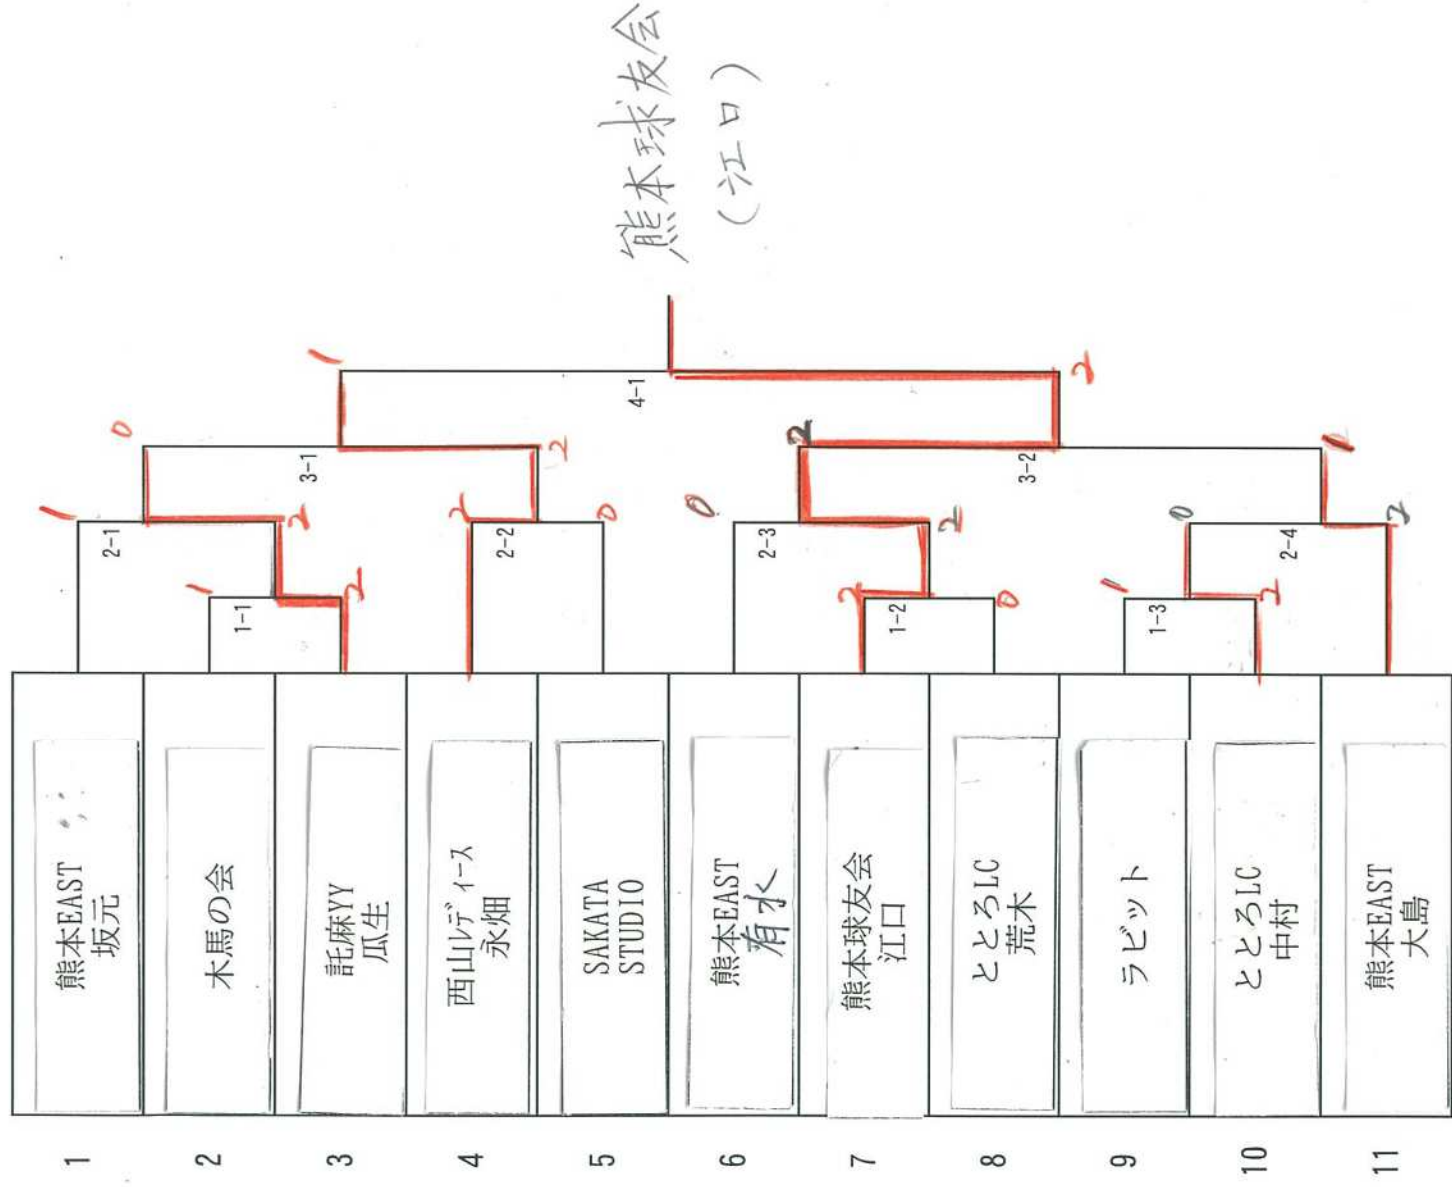 熊本球友会
(江口)
1
0
1
2
3-1
4-1
2
2
0
3-2
1
2-1
2
2
2-2
0
0
2-3
2
0
2-4
2
1
1-1
2
2
1-2
0
1
1-3
2
熊本EAST
坂元
木馬の会
託麻YY
瓜生
西山レディース
永畑
SAKATA
STUDIO
熊本EAST
有水
熊本球友会
江口
ととろLC
荒木
ラビット
ととろLC
中村
熊本EAST
大島
1
2
3
4
5
6
7
8
9
10
11